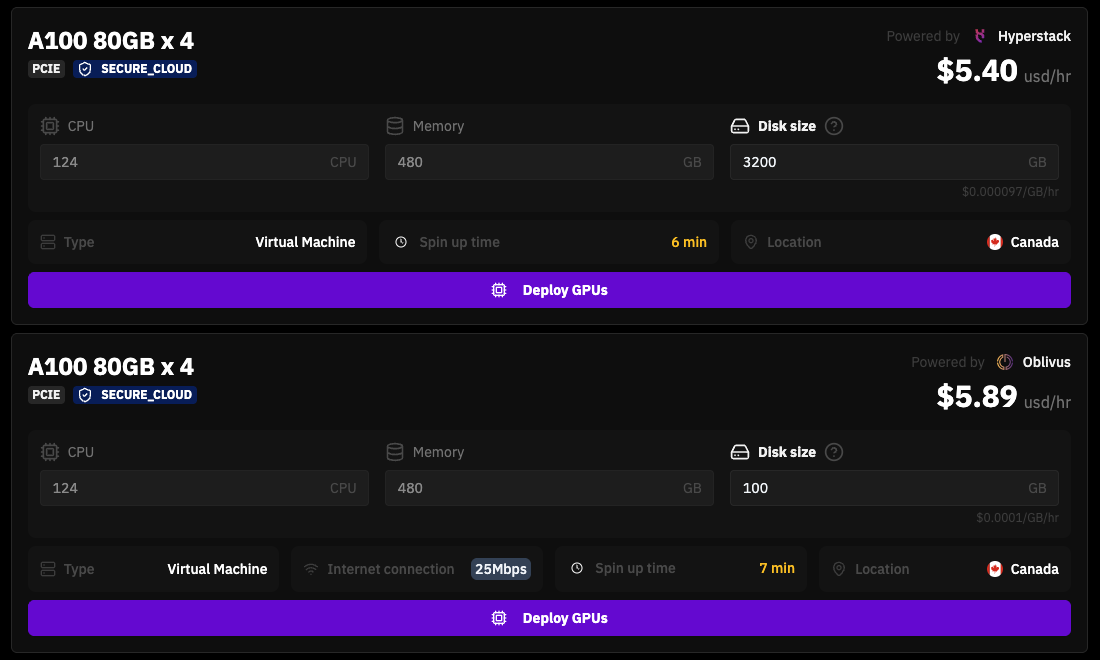 A100 80GB x 4
Powered by Hyperstack
PCIE SECURE_CLOUD
$5.40 usd/hr
CPU Memory Disk size ?
124 CPU 480 GB 3200 GB
$0.000097/GB/hr
Type Virtual Machine Spin up time 6 min Location Canada
Deploy GPUs
A100 80GB x 4
Powered by Oblivus
PCIE SECURE_CLOUD
$5.89 usd/hr
CPU Memory Disk size ?
124 CPU 480 GB 100 GB
$0.0001/GB/hr
Type Virtual Machine Internet connection 25Mbps Spin up time 7 min Location Canada
Deploy GPUs